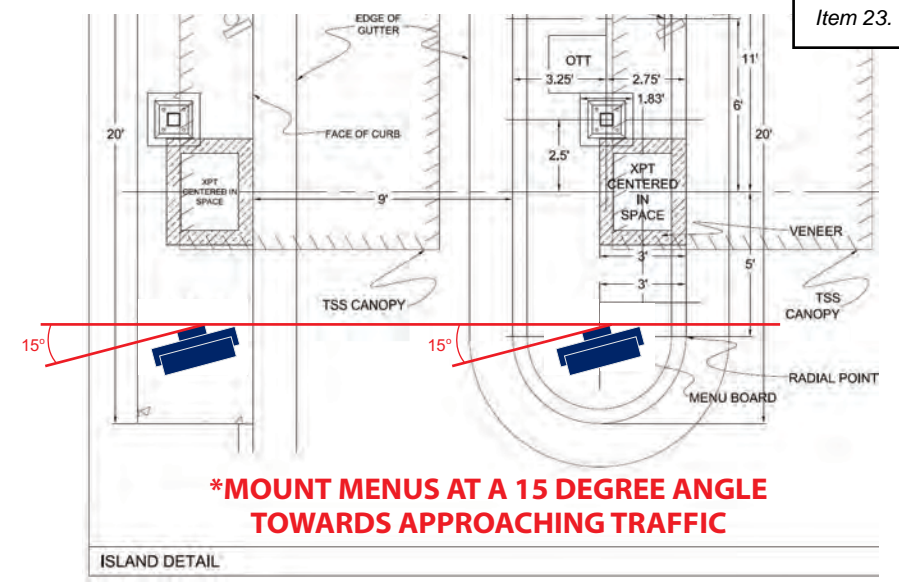 Item 23.
EDGE OF
GUTTER
OTT
3.25'
2.75'
11'
1.83'
6'
20'
FACE OF CURB
20'
2.5'
XPT
CENTERED IN
SPACE
XPT
CENTERED
IN
SPACE
9'
VENEER
3'
5'
3'
TSS CANOPY
TSS
CANOPY
15°
15°
RADIAL POINT
MENU BOARD
*MOUNT MENUS AT A 15 DEGREE ANGLE
TOWARDS APPROACHING TRAFFIC
ISLAND DETAIL